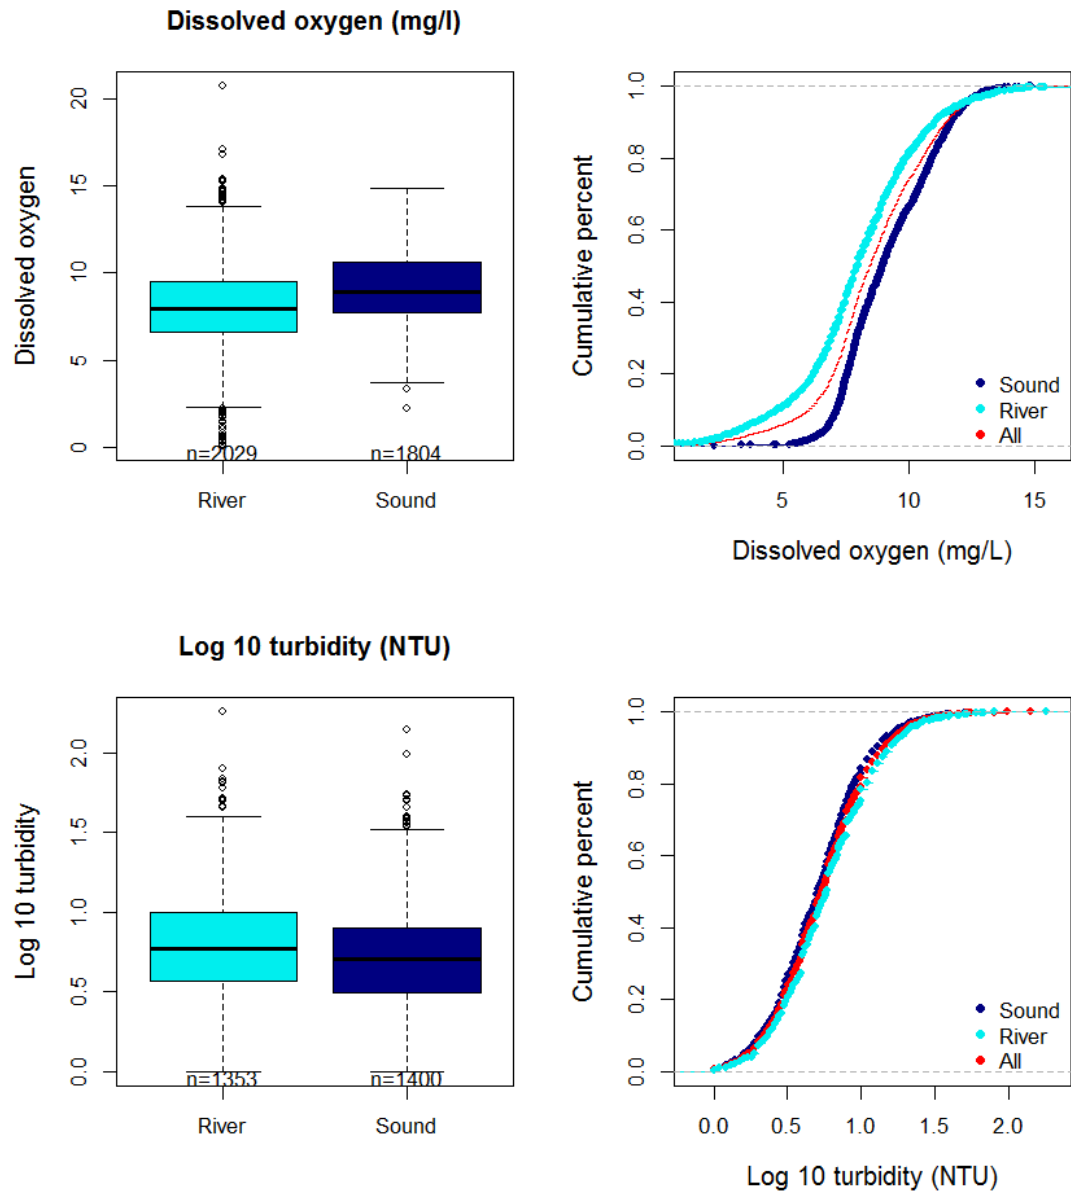 Dissolved oxygen (mg/l)
Dissolved oxygen
0
5
10
15
20
n=2029
n=1804
River
Sound
Cumulative percent
0.0
0.2
0.4
0.6
0.8
1.0
Sound
River
All
5
10
15
Dissolved oxygen (mg/L)
Log 10 turbidity (NTU)
Log 10 turbidity
0.0
0.5
1.0
1.5
2.0
n=1353
n=1400
River
Sound
Cumulative percent
0.0
0.2
0.4
0.6
0.8
1.0
Sound
River
All
0.0
0.5
1.0
1.5
2.0
Log 10 turbidity (NTU)